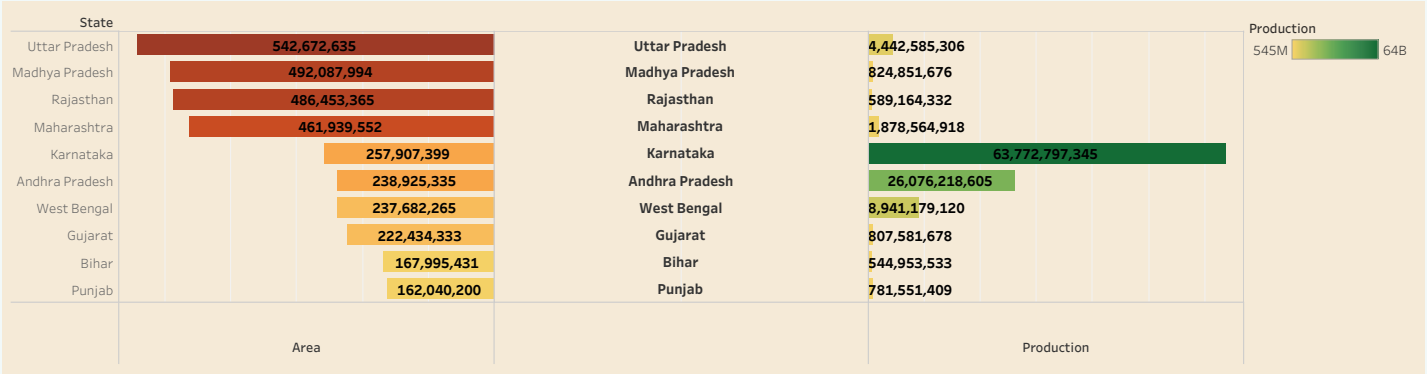 State
Production
Uttar Pradesh 542,672,635 Uttar Pradesh 4,442,585,306
545M 64B
Madhya Pradesh 492,087,994 Madhya Pradesh 824,851,676
Rajasthan 486,453,365 Rajasthan 589,164,332
Maharashtra 461,939,552 Maharashtra 1,878,564,918
Karnataka 257,907,399 Karnataka 63,772,797,345
Andhra Pradesh 238,925,335 Andhra Pradesh 26,076,218,605
West Bengal 237,682,265 West Bengal 8,941,179,120
Gujarat 222,434,333 Gujarat 807,581,678
Bihar 167,995,431 Bihar 544,953,533
Punjab 162,040,200 Punjab 781,551,409
Area Production